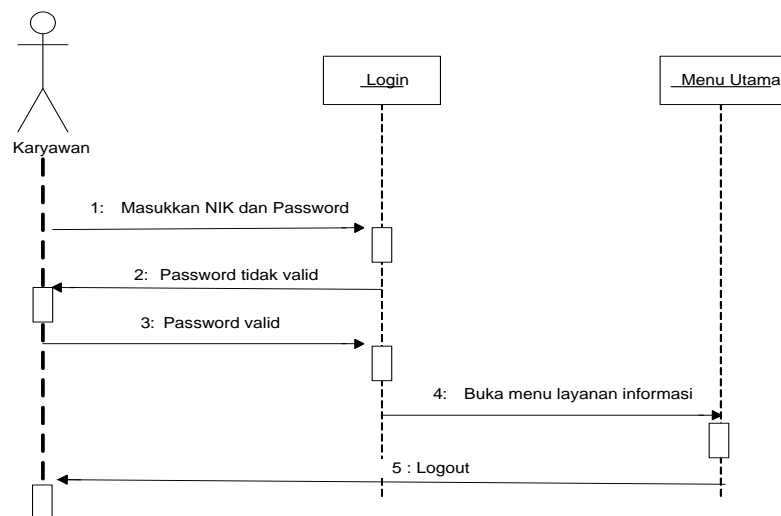 Login
Menu Utama
Karyawan
1: Masukkan NIK dan Password
2: Password tidak valid
3: Password valid
4: Buka menu layanan informasi
5 : Logout